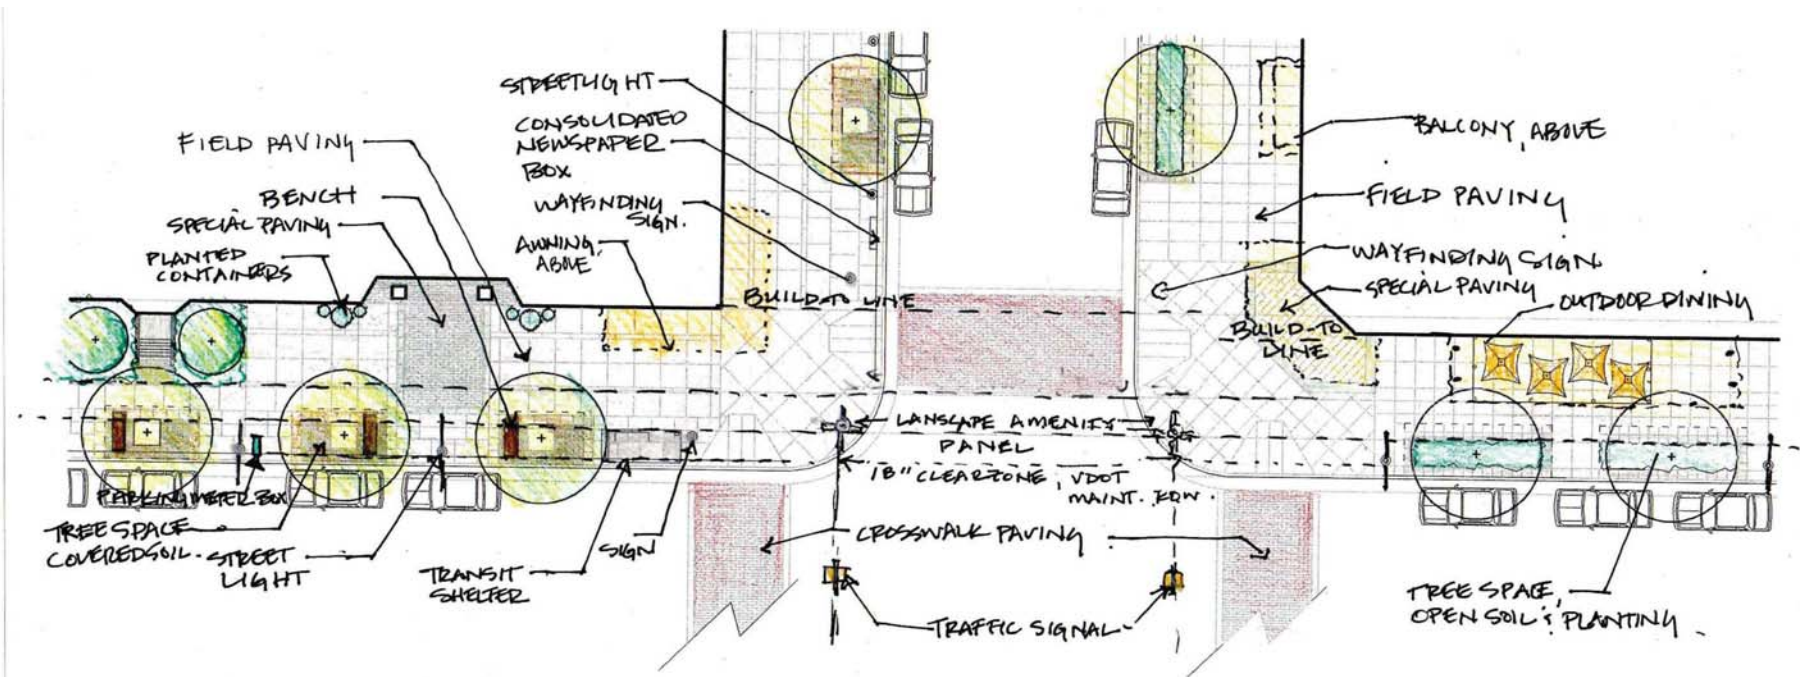 STREETLIGHT
CONSOLIDATED
NEWSPAPER
BOX
WAYFINDING
SIGN.
AWNING,
ABOVE
FIELD PAVING
BENCH
SPECIAL PAVING
PLANTED
CONTAINERS
BUILD-TO LINE
BALCONY, ABOVE
FIELD PAVING
WAYFINDING SIGN
SPECIAL PAVING
OUTDOOR DINING
BUILD-TO
LINE
LANSCAPE AMENITY
PANEL
18" CLEARZONE, VDOT
MAINT.
CROSSWALK PAVING
TRAFFIC SIGNAL
PARKING METER BOX
TREE SPACE
COVERED SOIL.
STREET
LIGHT
TRANSIT
SHELTER
SIGN
TREE SPACE,
OPEN SOIL & PLANTING